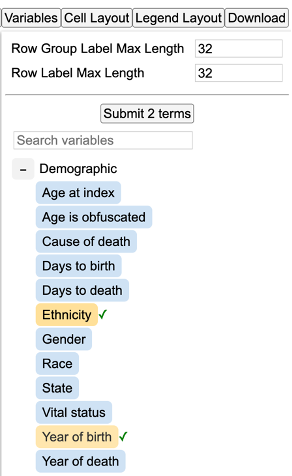 Variables Cell Layout Legend Layout Download
Row Group Label Max Length 32
Row Label Max Length 32
Submit 2 terms
Search variables
– Demographic
Age at index
Age is obfuscated
Cause of death
Days to birth
Days to death
Ethnicity ✓
Gender
Race
State
Vital status
Year of birth ✓
Year of death